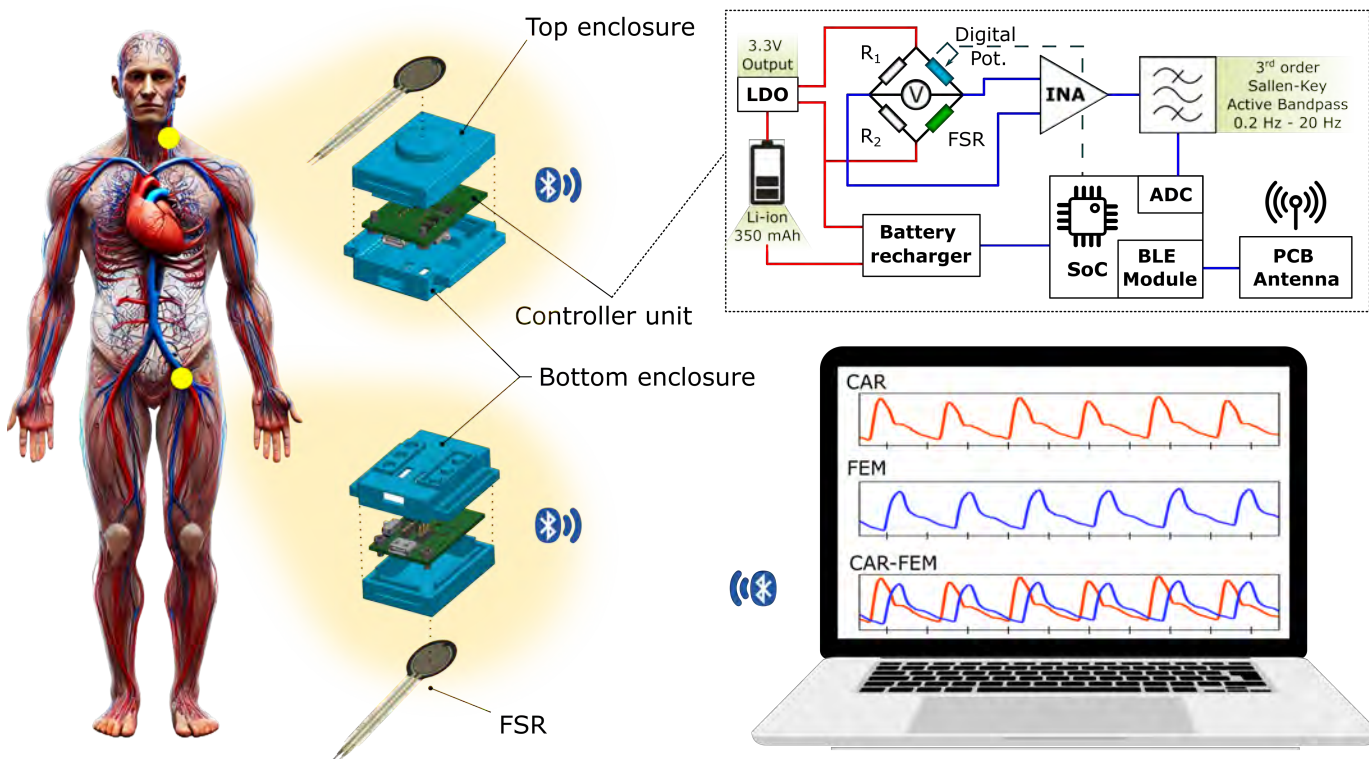 Top enclosure
Controller unit
Bottom enclosure
FSR
3.3V
Output
LDO
R1
Digital
Pot.
V
R2
FSR
INA
3rd order
Sallen-Key
Active Bandpass
0.2 Hz - 20 Hz
Li-ion
350 mAh
Battery
recharger
SoC
ADC
BLE
Module
PCB
Antenna
CAR
FEM
CAR-FEM